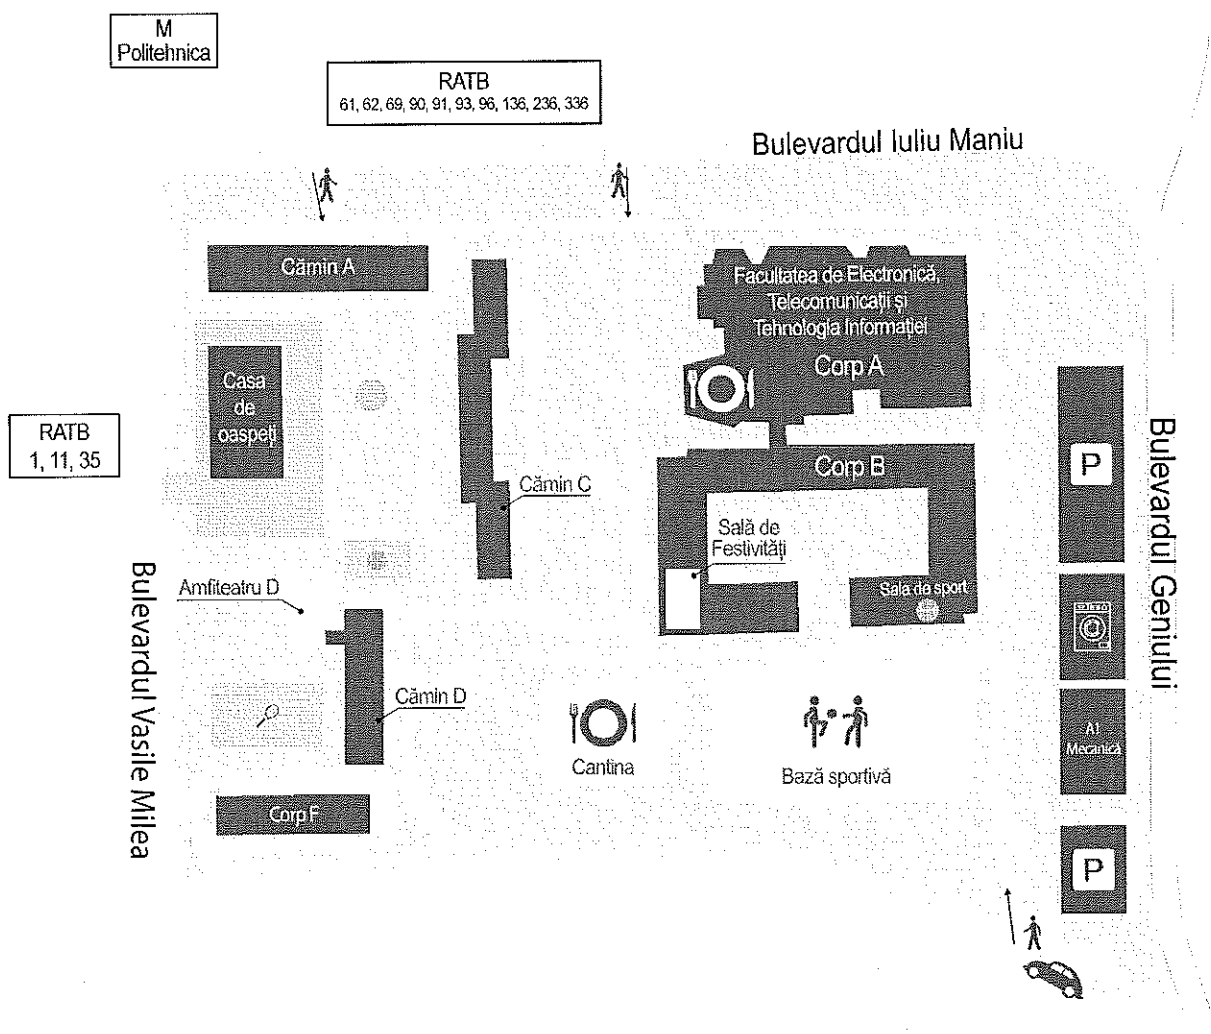 M
Politehnica
RATB
61, 62, 69, 90, 91, 93, 96, 136, 236, 336
Bulevardul Iuliu Maniu
Cămin A
Facultatea de Electronică,
Telecomunicații și
Tehnologia Informației
Corp A
Casa
de
oaspeți
RATB
1, 11, 35
Corp B
P
Cămin C
Sală de
Festivități
Bulevardul Geniului
Amfiteatru D
Sala de sport
Bulevardul Vasile Milea
Cămin D
A1
Mecanică
Cantina
Bază sportivă
Corp F
P